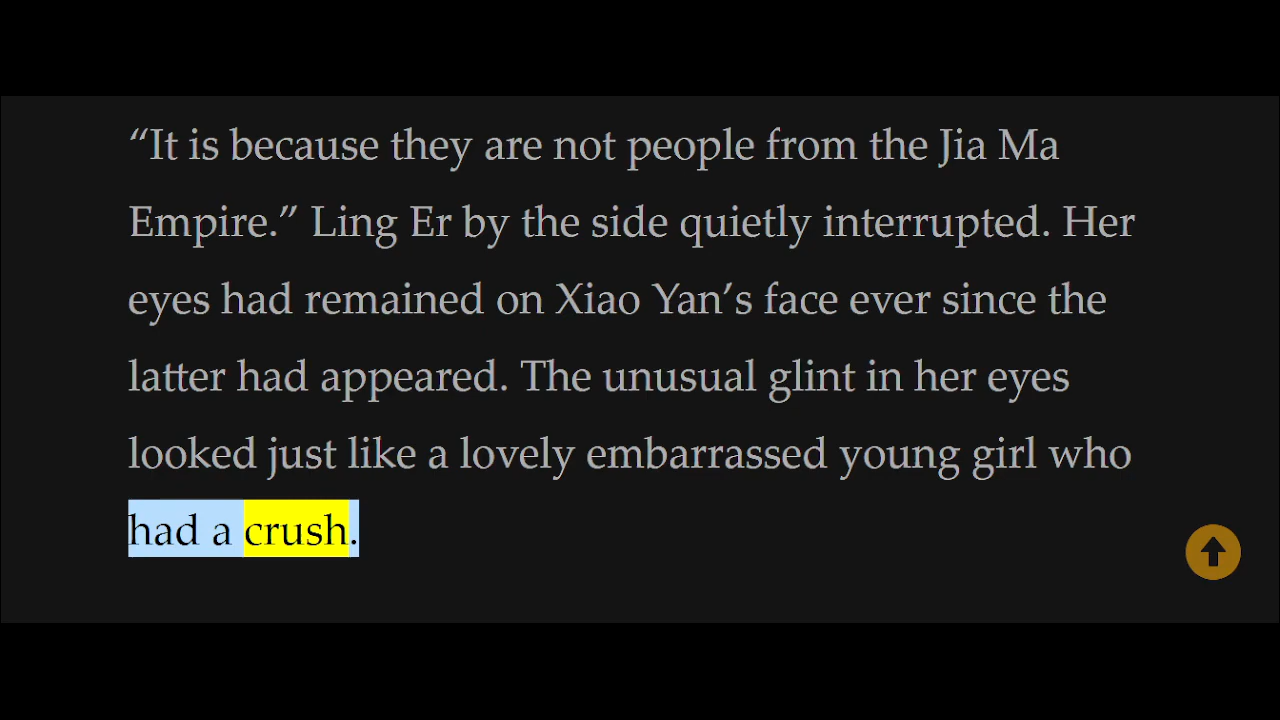 “It is because they are not people from the Jia Ma
Empire.” Ling Er by the side quietly interrupted. Her
eyes had remained on Xiao Yan’s face ever since the
latter had appeared. The unusual glint in her eyes
looked just like a lovely embarrassed young girl who
had a crush.